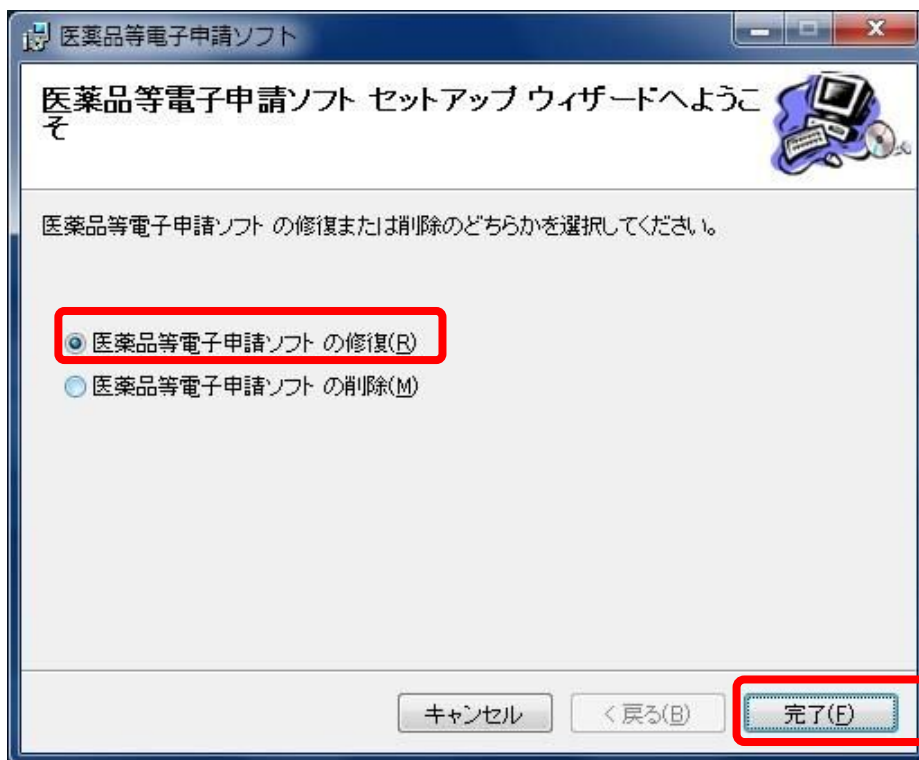 医薬品等電子申請ソフト
医薬品等電子申請ソフト セットアップ ウィザードへようこ
そ
医薬品等電子申請ソフト の修復または削除のどちらかを選択してください。
医薬品等電子申請ソフト の修復(R)
医薬品等電子申請ソフト の削除(M)
キャンセル
< 戻る(B)
完了(F)